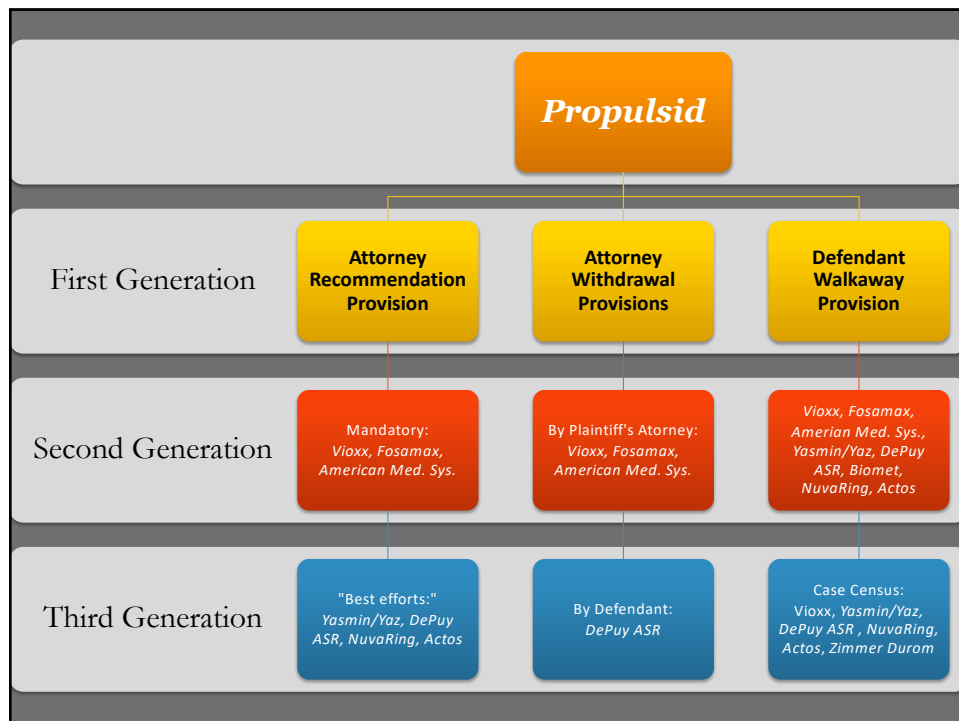 Propulsid
First Generation
Attorney
Recommendation
Provision
Attorney
Withdrawal
Provisions
Defendant
Walkaway
Provision
Second Generation
Mandatory:
Vioxx, Fosamax,
American Med. Sys.
By Plaintiff's Atorney:
Vioxx, Fosamax,
American Med. Sys.
Vioxx, Fosamax,
Amerian Med. Sys.,
Yasmin/Yaz, DePuy
ASR, Biomet,
NuvaRing, Actos
Third Generation
"Best efforts:"
Yasmin/Yaz, DePuy
ASR, NuvaRing, Actos
By Defendant:
DePuy ASR
Case Census:
Vioxx, Yasmin/Yaz,
DePuy ASR , NuvaRing,
Actos, Zimmer Durom